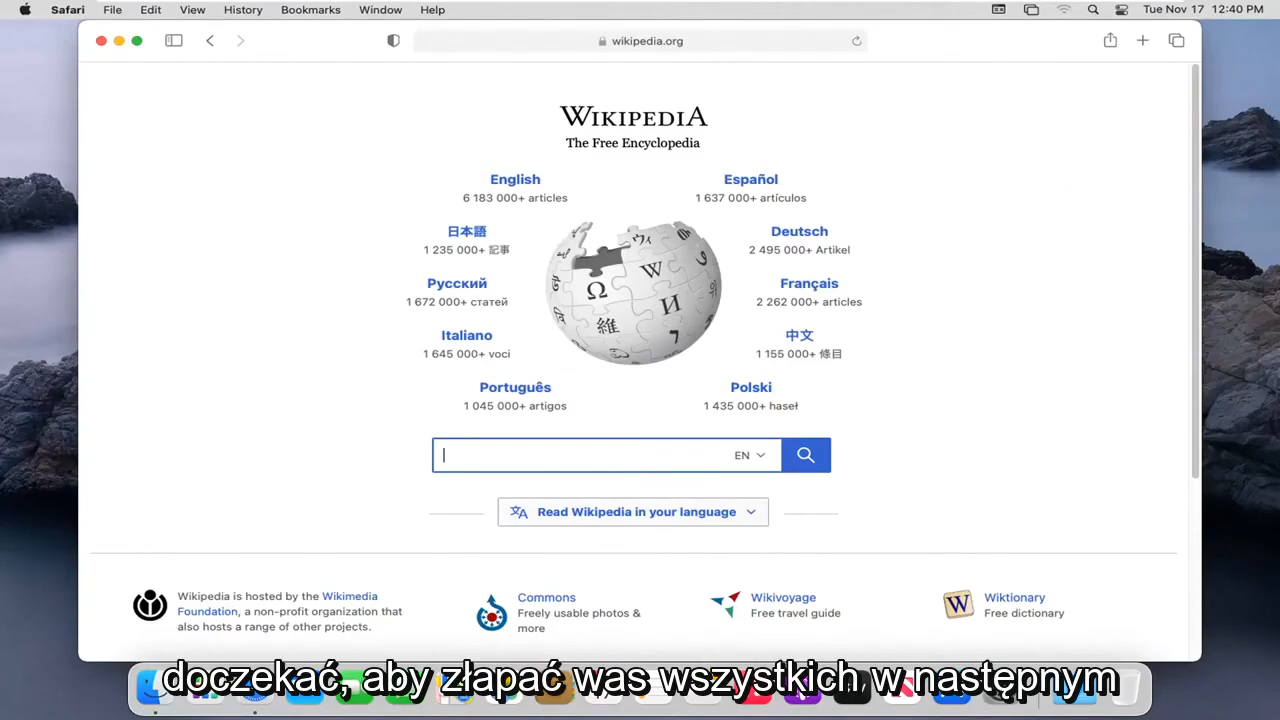 Safari File Edit View History Bookmarks Window Help Tue Nov 17 12:40 PM
wikipedia.org
WIKIPEDIA
The Free Encyclopedia
English
6 183 000+ articles
Español
1 637 000+ artículos
日本語
1 235 000+ 記事
Deutsch
2 495 000+ Artikel
Русский
1 672 000+ статей
Français
2 262 000+ articles
Italiano
1 645 000+ voci
中文
1 155 000+ 條目
Português
1 045 000+ artigos
Polski
1 435 000+ haseł
Ω W И 維 ウィ
EN
Read Wikipedia in your language
Wikipedia is hosted by the Wikimedia
Foundation, a non-profit organization that
also hosts a range of other projects.
Commons
Freely usable photos &
more
Wikivoyage
Free travel guide
W
Wiktionary
Free dictionary
doczekać, aby złapać was wszystkich w następnym